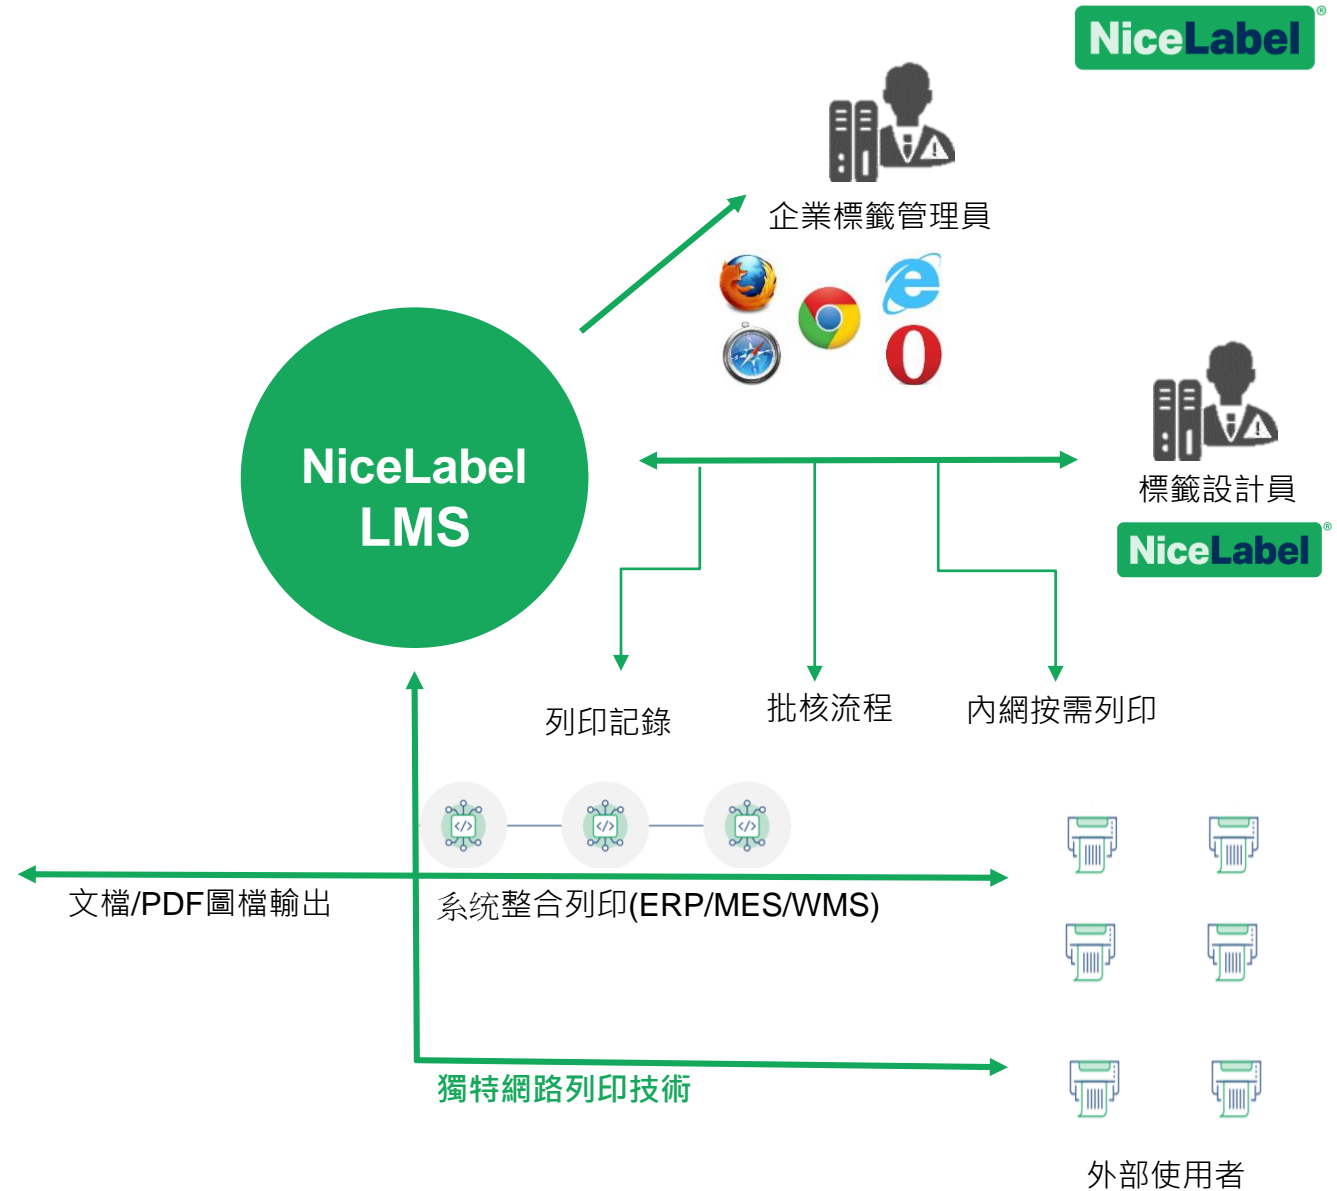 NiceLabel®
企業標籤管理員
NiceLabel
LMS
標籤設計員
NiceLabel®
列印記錄
批核流程
內網按需列印
</>
</>
</>
文檔/PDF圖檔輸出
系统整合列印(ERP/MES/WMS)
獨特網路列印技術
外部使用者